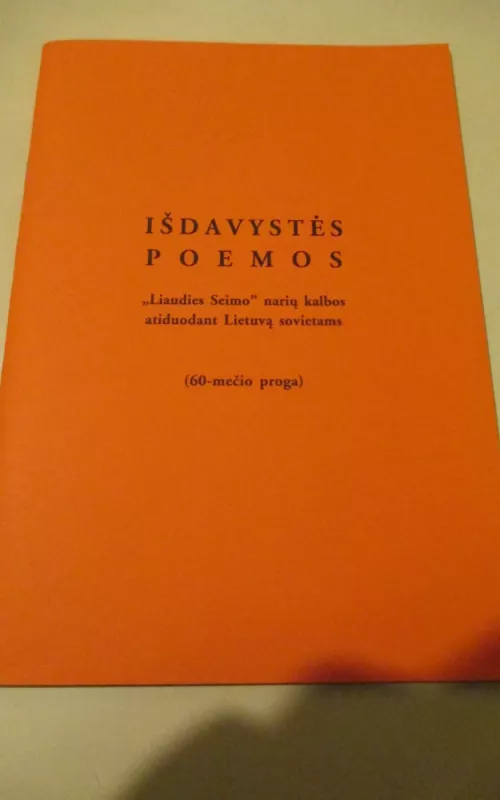 IŠDAVYSTĖS
POEMOS
„Liaudies Seimo” narių kalbos
atiduodant Lietuvą sovietams
(60-mečio proga)